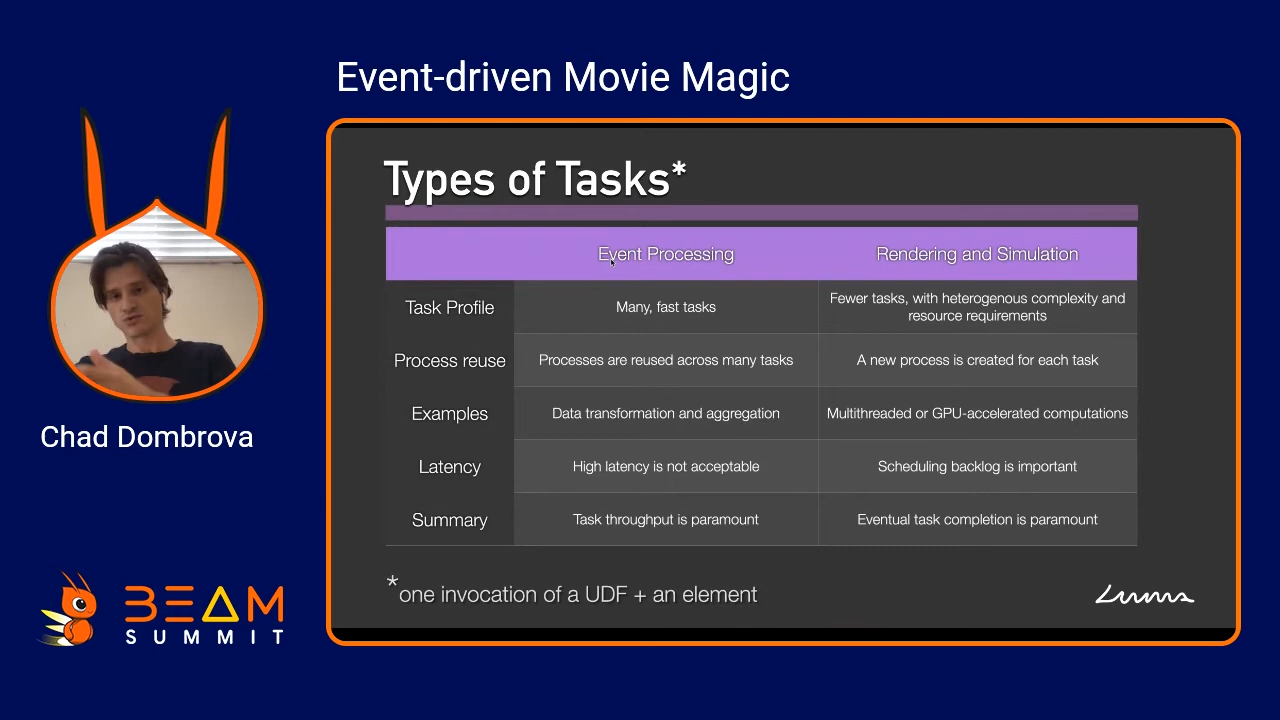 Event-driven Movie Magic
Types of Tasks*
Event Processing
Rendering and Simulation
Task Profile
Many, fast tasks
Fewer tasks, with heterogenous complexity and
resource requirements
Process reuse
Processes are reused across many tasks
A new process is created for each task
Examples
Data transformation and aggregation
Multithreaded or GPU-accelerated computations
Latency
High latency is not acceptable
Scheduling backlog is important
Summary
Task throughput is paramount
Eventual task completion is paramount
*one invocation of a UDF + an element
Luma
Chad Dombrova
BEAM
SUMMIT